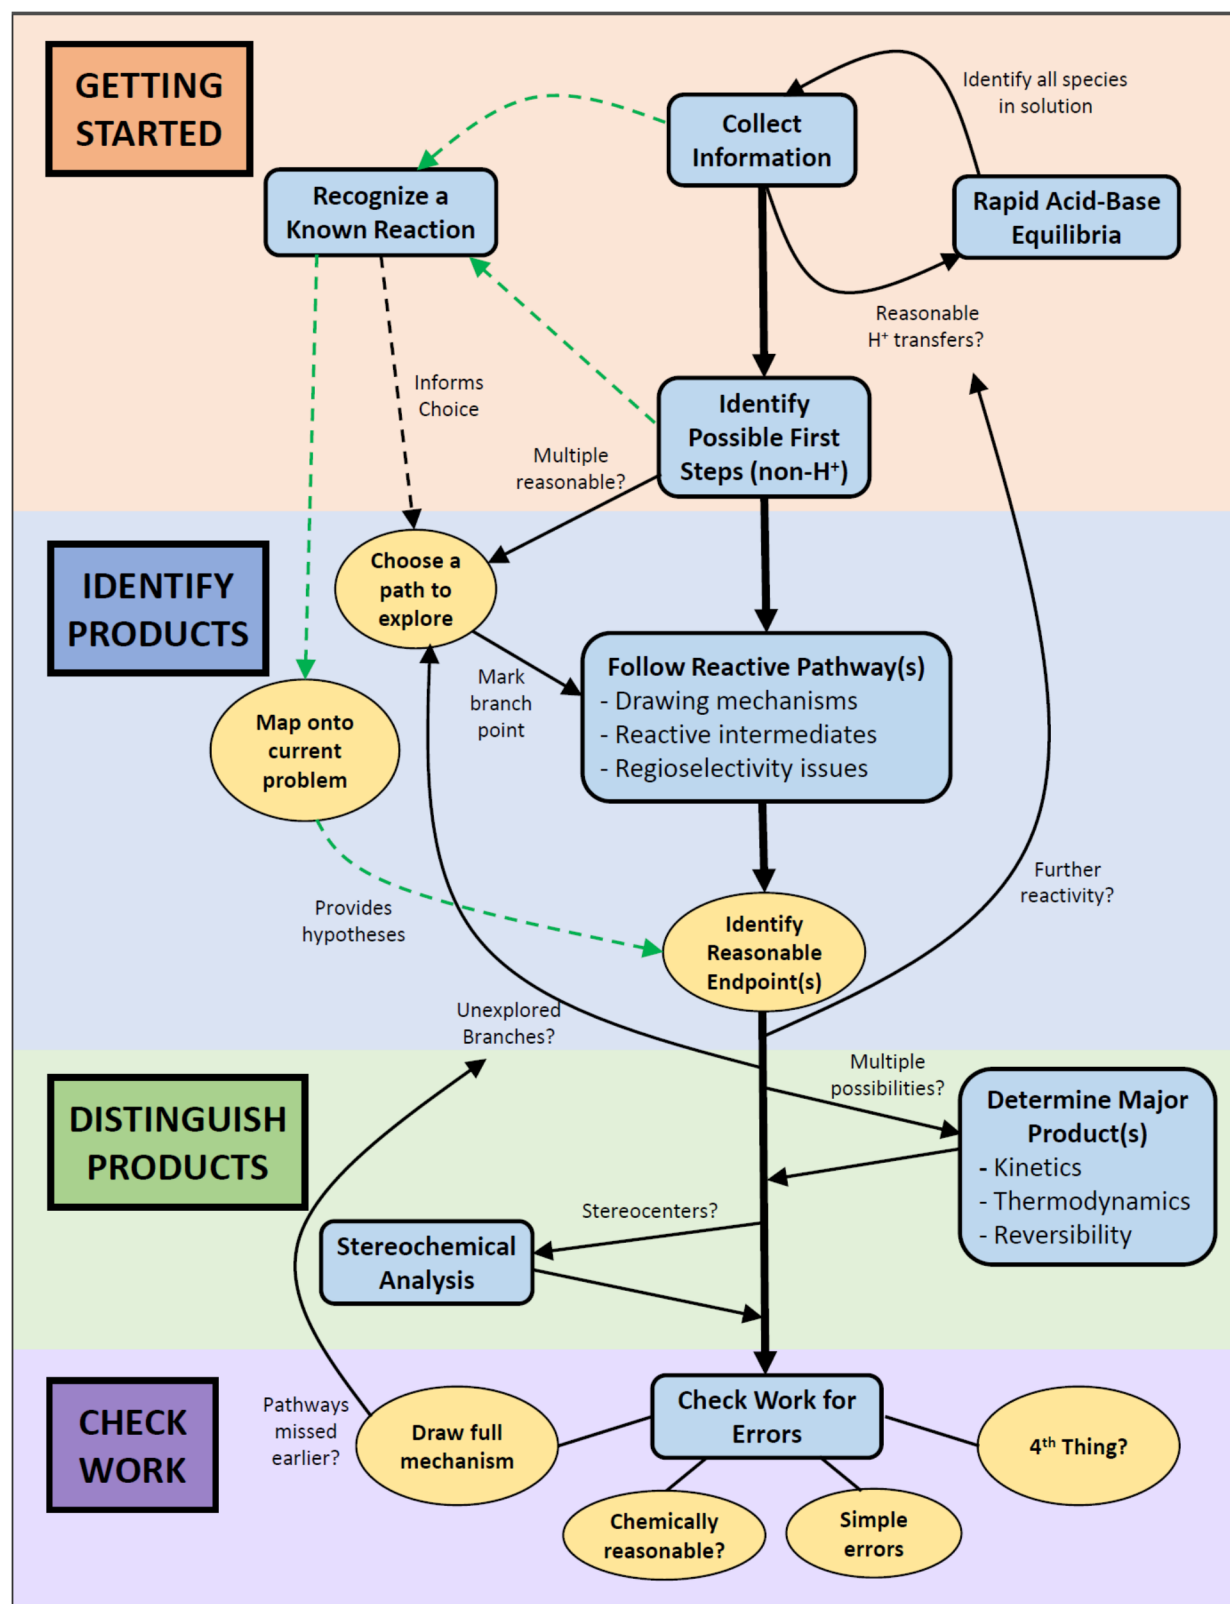 GETTING
STARTED
Collect
Information
Identify all species
in solution
Recognize a
Known Reaction
Rapid Acid-Base
Equilibria
Reasonable
H⁺ transfers?
Informs
Choice
Identify
Possible First
Steps (non-H⁺)
Multiple
reasonable?
IDENTIFY
PRODUCTS
Choose a
path to
explore
Mark
branch
point
Follow Reactive Pathway(s)
- Drawing mechanisms
- Reactive intermediates
- Regioselectivity issues
Map onto
current
problem
Provides
hypotheses
Identify
Reasonable
Endpoint(s)
Further
reactivity?
Unexplored
Branches?
DISTINGUISH
PRODUCTS
Multiple
possibilities?
Determine Major
Product(s)
- Kinetics
- Thermodynamics
- Reversibility
Stereocenters?
Stereochemical
Analysis
CHECK
WORK
Pathways
missed
earlier?
Draw full
mechanism
Check Work for
Errors
4ᵗʰ Thing?
Chemically
reasonable?
Simple
errors